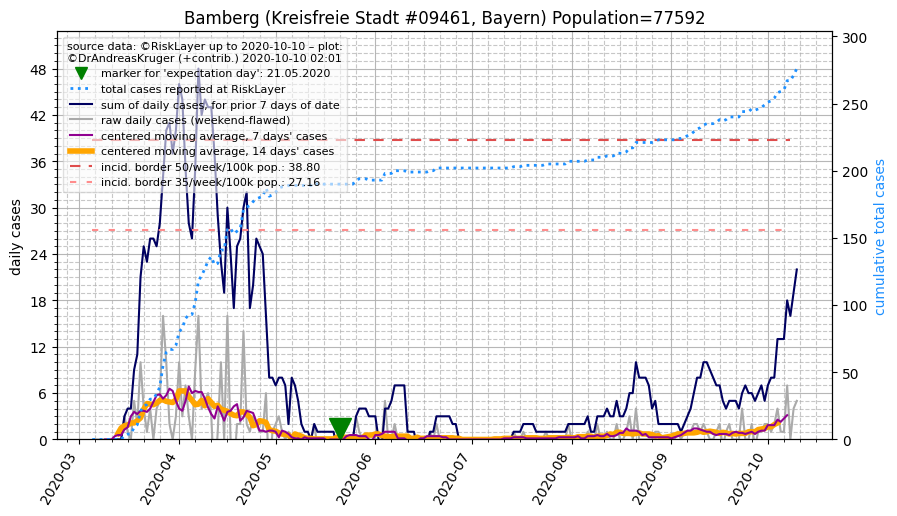 Bamberg (Kreisfreie Stadt #09461, Bayern) Population=77592
source data: ©RiskLayer up to 2020-10-10 – plot:
©DrAndreasKruger (+contrib.) 2020-10-10 02:01
marker for 'expectation day': 21.05.2020
total cases reported at RiskLayer
sum of daily cases, for prior 7 days of date
raw daily cases (weekend-flawed)
centered moving average, 7 days' cases
centered moving average, 14 days' cases
incid. border 50/week/100k pop.: 38.80
incid. border 35/week/100k pop.: 27.16
daily cases
48
42
36
30
24
18
12
6
0
cumulative total cases
300
250
200
150
100
50
0
2020-03
2020-04
2020-05
2020-06
2020-07
2020-08
2020-09
2020-10